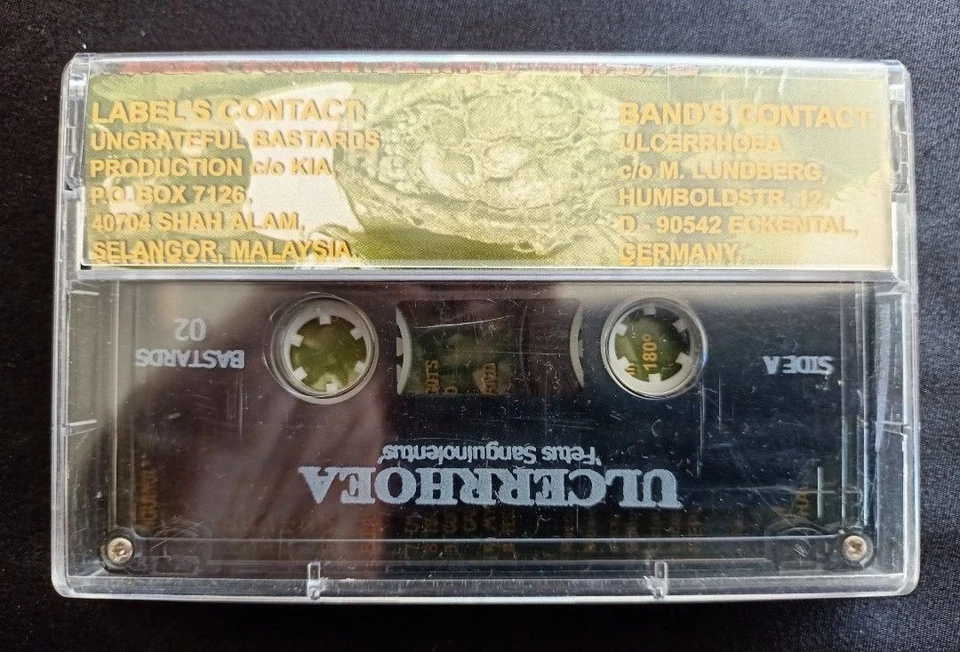 LABEL'S CONTACT:
UNGRATEFUL BASTARDS
PRODUCTION c/o KIA,
P.O. BOX 7126,
40704 SHAH ALAM,
SELANGOR, MALAYSIA.
BAND'S CONTACT:
ULCERRHOEA
c/o M. LUNDBERG,
HUMBOLDSTR. 12,
D - 90542 ECKENTAL,
GERMANY.
ULCERRHOEA
"Fetus Sanguinolentus"
SIDE A
BASTARDS
02
180º